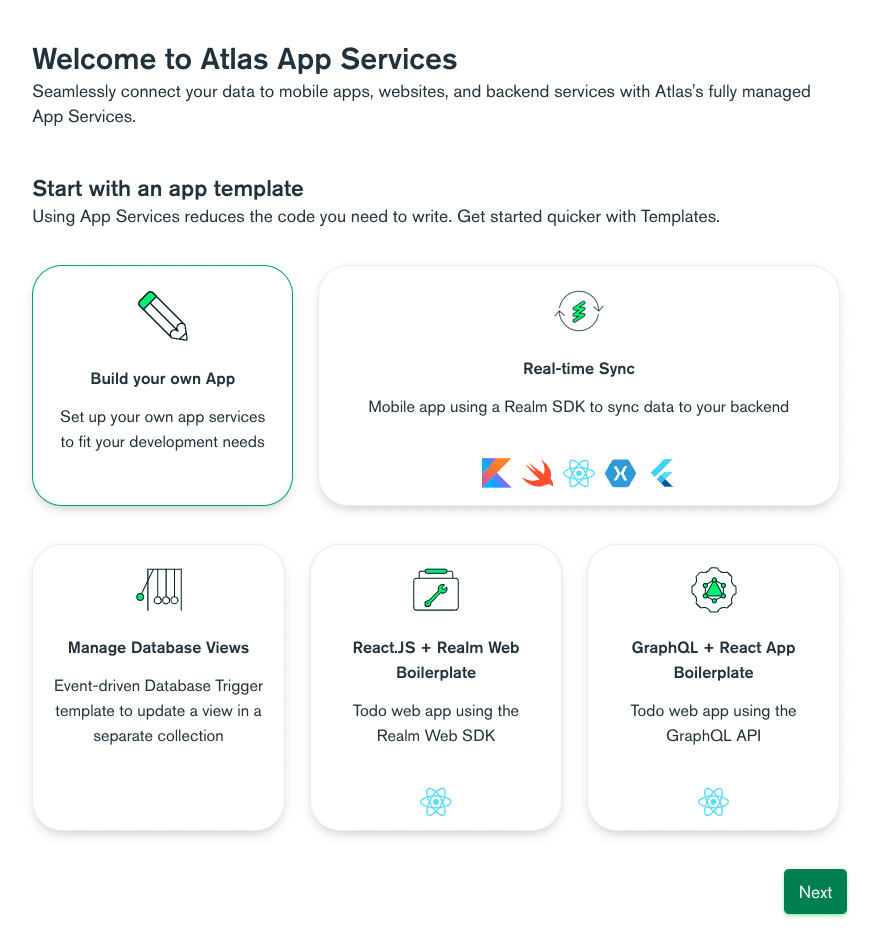 Welcome to Atlas App Services
Seamlessly connect your data to mobile apps, websites, and backend services with Atlas's fully managed
App Services.
Start with an app template
Using App Services reduces the code you need to write. Get started quicker with Templates.
Build your own App
Set up your own app services
to fit your development needs
Real-time Sync
Mobile app using a Realm SDK to sync data to your backend
Manage Database Views
Event-driven Database Trigger
template to update a view in a
separate collection
React.JS + Realm Web
Boilerplate
Todo web app using the
Realm Web SDK
GraphQL + React App
Boilerplate
Todo web app using the
GraphQL API
Next